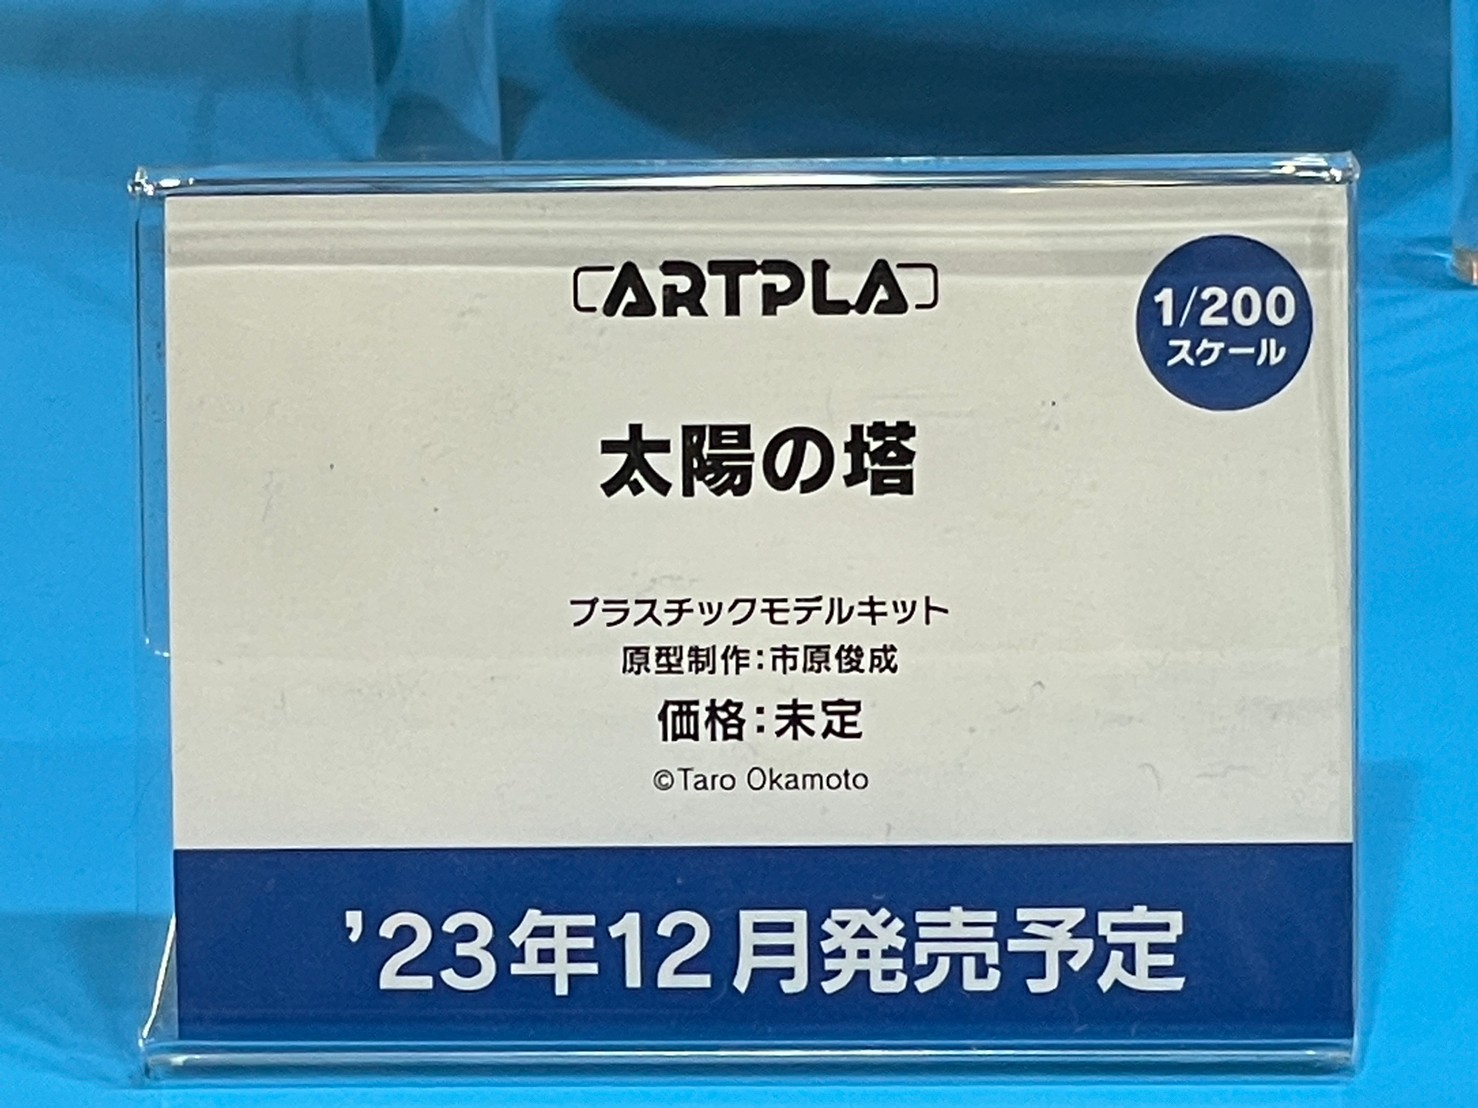 ARTPLA
1/200
スケール
太陽の塔
プラスチックモデルキット
原型制作：市原俊成
価格：未定
©Taro Okamoto
’23年12月発売予定